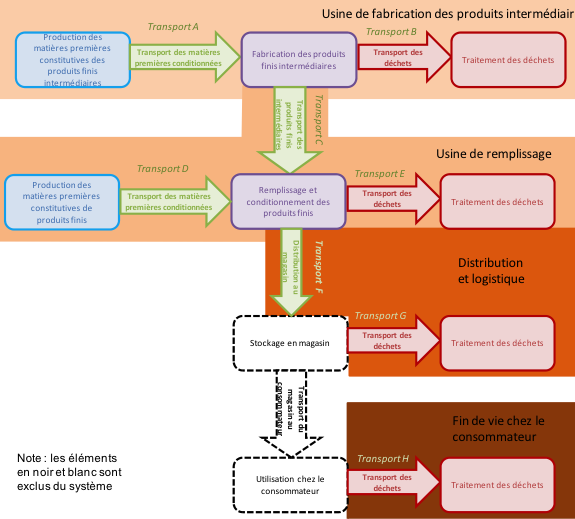 Usine de fabrication des produits intermédiair
Transport A
Transport B
Production des
matières premières
constitutives des
produits finis
intermédiaires
Transport des matières
premières conditionnées
Fabrication des produits
finis intermédiaires
Transport des
déchets
Traitement des déchets
Transport C
Transport des
produits finis
intermédiaires
Usine de remplissage
Transport D
Transport E
Production des
matières premières
constitutives de
produits finis
Transport des matières
premières conditionnées
Remplissage et
conditionnement des
produits finis
Transport des
déchets
Traitement des déchets
Transport F
Distribution au
magasin
Distribution
et logistique
Transport G
Stockage en magasin
Transport des
déchets
Traitement des déchets
Transport du
magasin au
consommateur
Fin de vie chez le
consommateur
Note : les éléments
en noir et blanc sont
exclus du système
Transport H
Utilisation chez le
consommateur
Transport des
déchets
Traitement des déchets